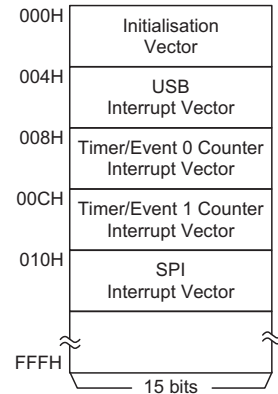 000H
Initialisation
Vector
004H
USB
Interrupt Vector
008H
Timer/Event 0 Counter
Interrupt Vector
00CH
Timer/Event 1 Counter
Interrupt Vector
010H
SPI
Interrupt Vector
FFFH
15 bits